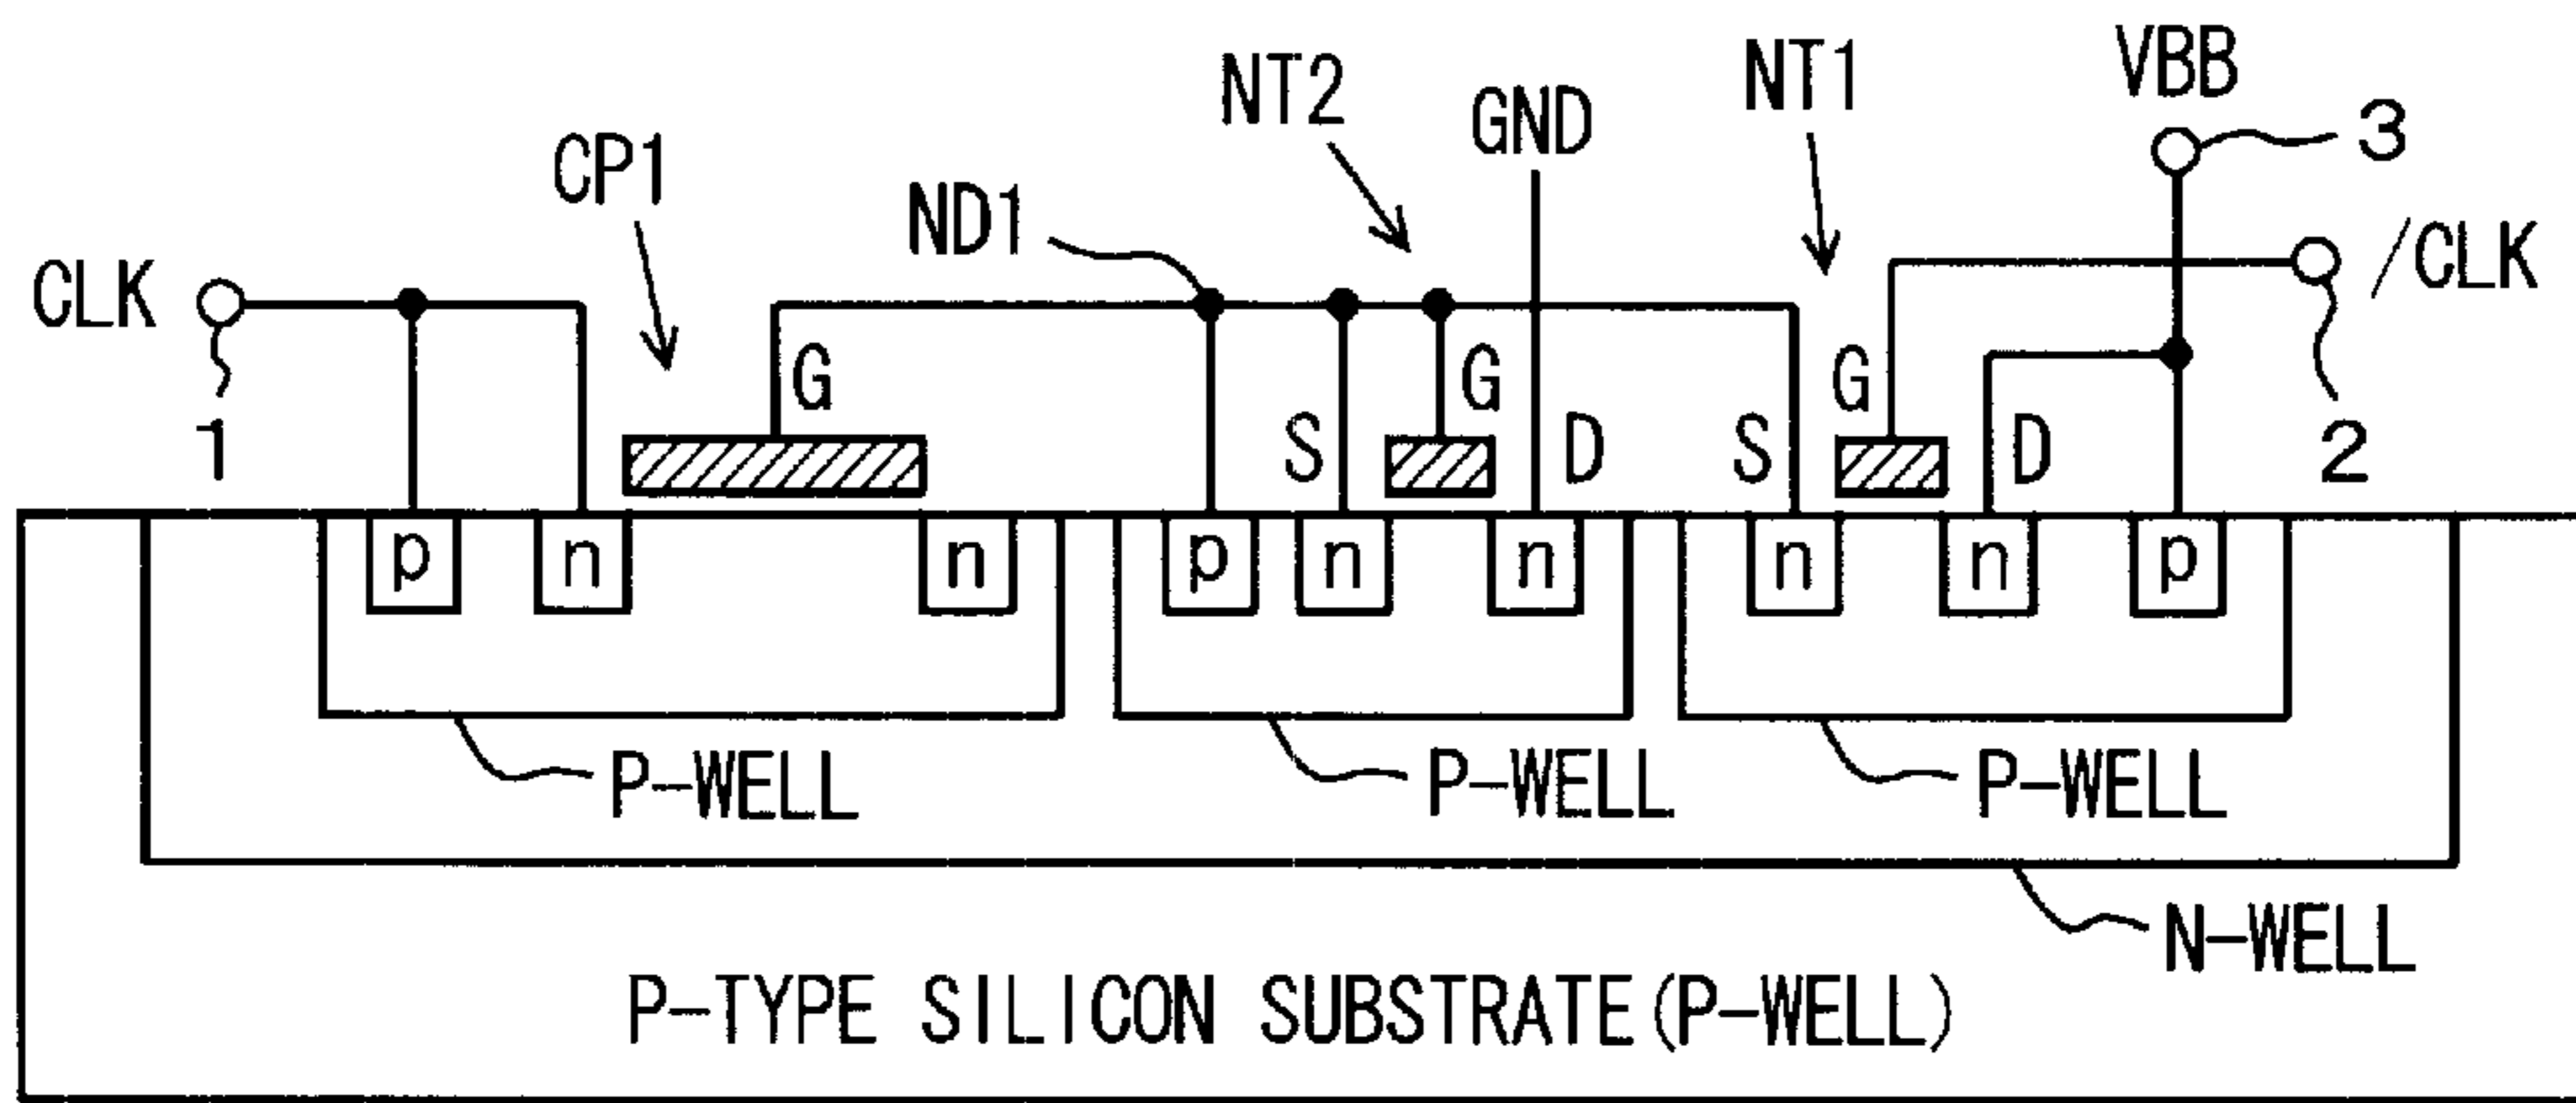 VBB
NT1
NT2
GND
3
CP1
ND1
/CLK
CLK
G
G
G
1
S
D
S
D
2
p
n
n
p
n
n
n
n
p
P-WELL
P-WELL
P-WELL
N-WELL
P-TYPE SILICON SUBSTRATE(P-WELL)